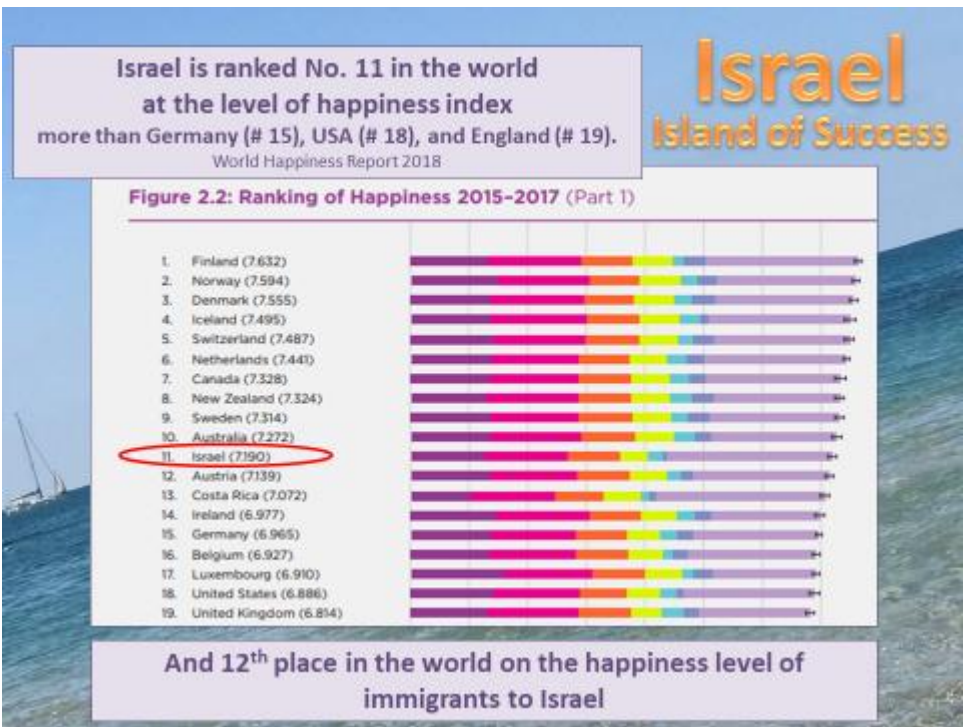 Israel is ranked No. 11 in the world
at the level of happiness index
more than Germany (# 15), USA (# 18), and England (# 19).
World Happiness Report 2018
Israel
Island of Success
Figure 2.2: Ranking of Happiness 2015–2017 (Part 1)
1. Finland (7.632)
2. Norway (7.594)
3. Denmark (7.555)
4. Iceland (7.495)
5. Switzerland (7.487)
6. Netherlands (7.441)
7. Canada (7.328)
8. New Zealand (7.324)
9. Sweden (7.314)
10. Australia (7.272)
11. Israel (7.190)
12. Austria (7.139)
13. Costa Rica (7.072)
14. Ireland (6.977)
15. Germany (6.965)
16. Belgium (6.927)
17. Luxembourg (6.910)
18. United States (6.886)
19. United Kingdom (6.814)
And 12th place in the world on the happiness level of
immigrants to Israel